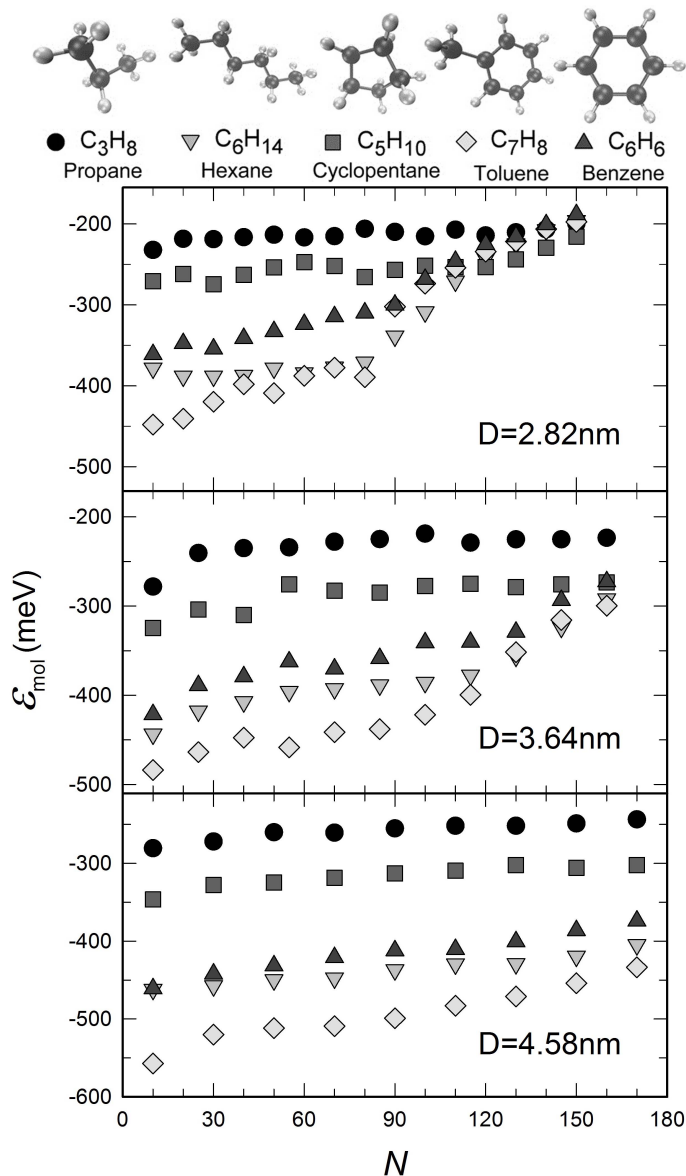 C₃H₈ C₆H₁₄ C₅H₁₀ C₇H₈ C₆H₆
Propane Hexane Cyclopentane Toluene Benzene
-200
-300
-400
-500
D=2.82nm
-200
-300
-400
-500
D=3.64nm
-300
-400
-500
-600
D=4.58nm
ℰmol (meV)
0 30 60 90 120 150 180
N